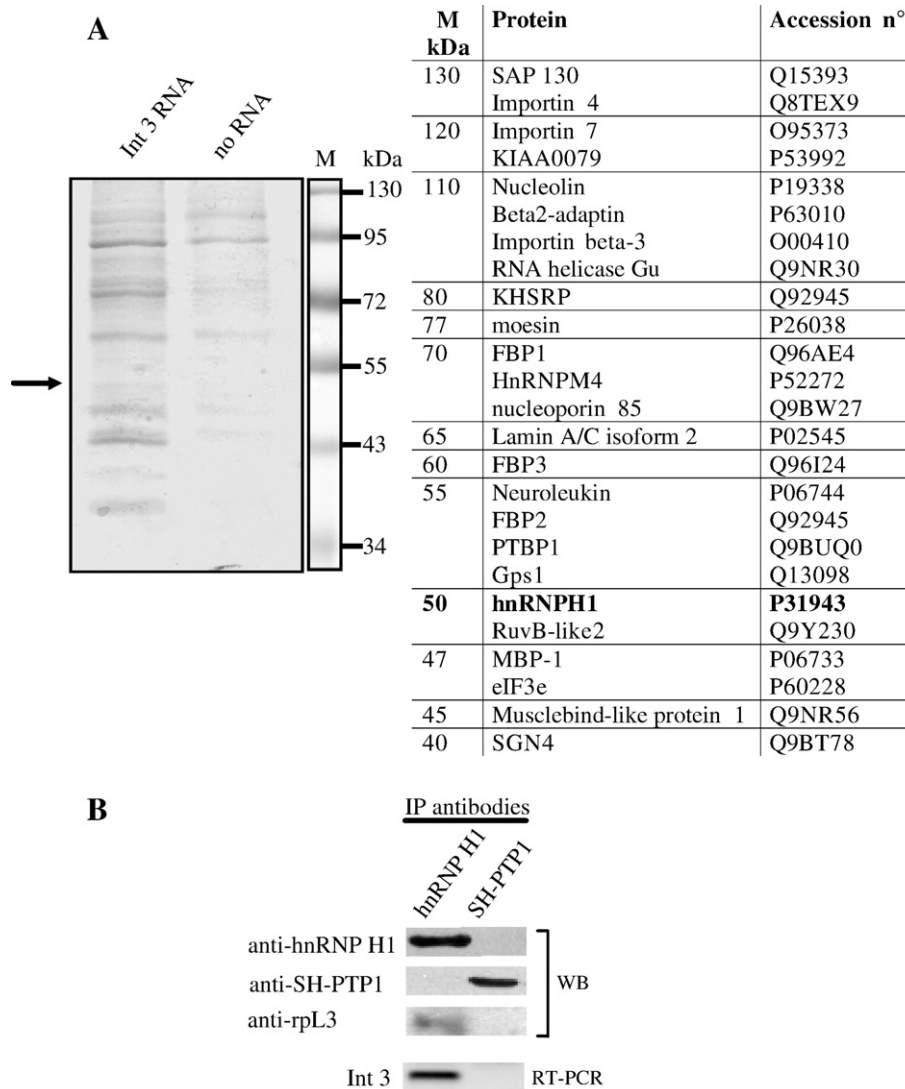 A
Int 3 RNA
no RNA
M kDa
130
95
72
55
43
34
M kDa Protein Accession n°
130 SAP 130 Q15393
Importin 4 Q8TEX9
120 Importin 7 O95373
KIAA0079 P53992
110 Nucleolin P19338
Beta2-adaptin P63010
Importin beta-3 O00410
RNA helicase Gu Q9NR30
80 KHSRP Q92945
77 moesin P26038
70 FBP1 Q96AE4
HnRNPM4 P52272
nucleoporin 85 Q9BW27
65 Lamin A/C isoform 2 P02545
60 FBP3 Q96I24
55 Neuroleukin P06744
FBP2 Q92945
PTBP1 Q9BUQ0
Gps1 Q13098
50 hnRNPH1 P31943
RuvB-like2 Q9Y230
47 MBP-1 P06733
eIF3e P60228
45 Musclebind-like protein 1 Q9NR56
40 SGN4 Q9BT78
B
IP antibodies
hnRNP H1
SH-PTP1
anti-hnRNP H1
anti-SH-PTP1
anti-rpL3
WB
Int 3
RT-PCR